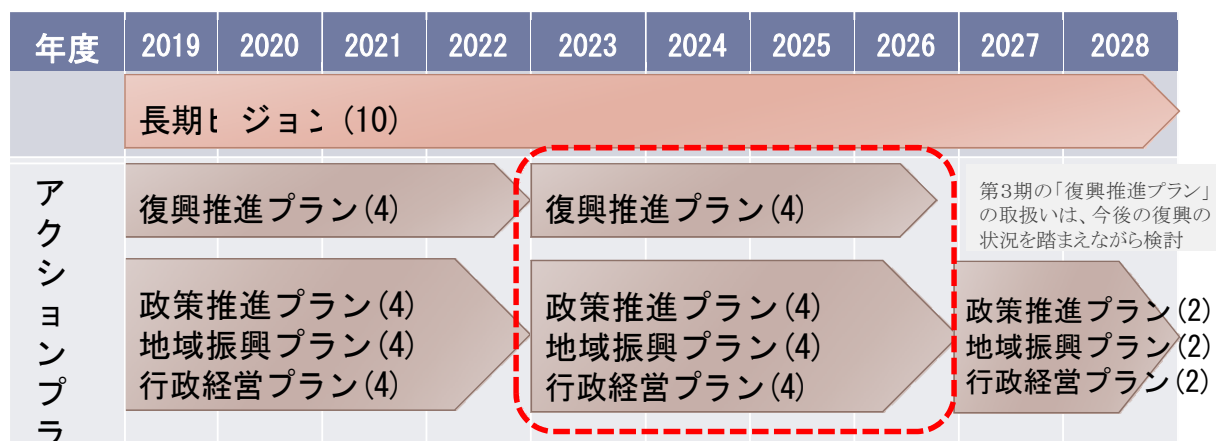 年度 2019 2020 2021 2022 2023 2024 2025 2026 2027 2028
長期ビジョン(10)
アクションプラ
復興推進プラン(4)
復興推進プラン(4)
第3期の「復興推進プラン」
の取扱いは、今後の復興の
状況を踏まえながら検討
政策推進プラン(4)
地域振興プラン(4)
行政経営プラン(4)
政策推進プラン(4)
地域振興プラン(4)
行政経営プラン(4)
政策推進プラン(2)
地域振興プラン(2)
行政経営プラン(2)